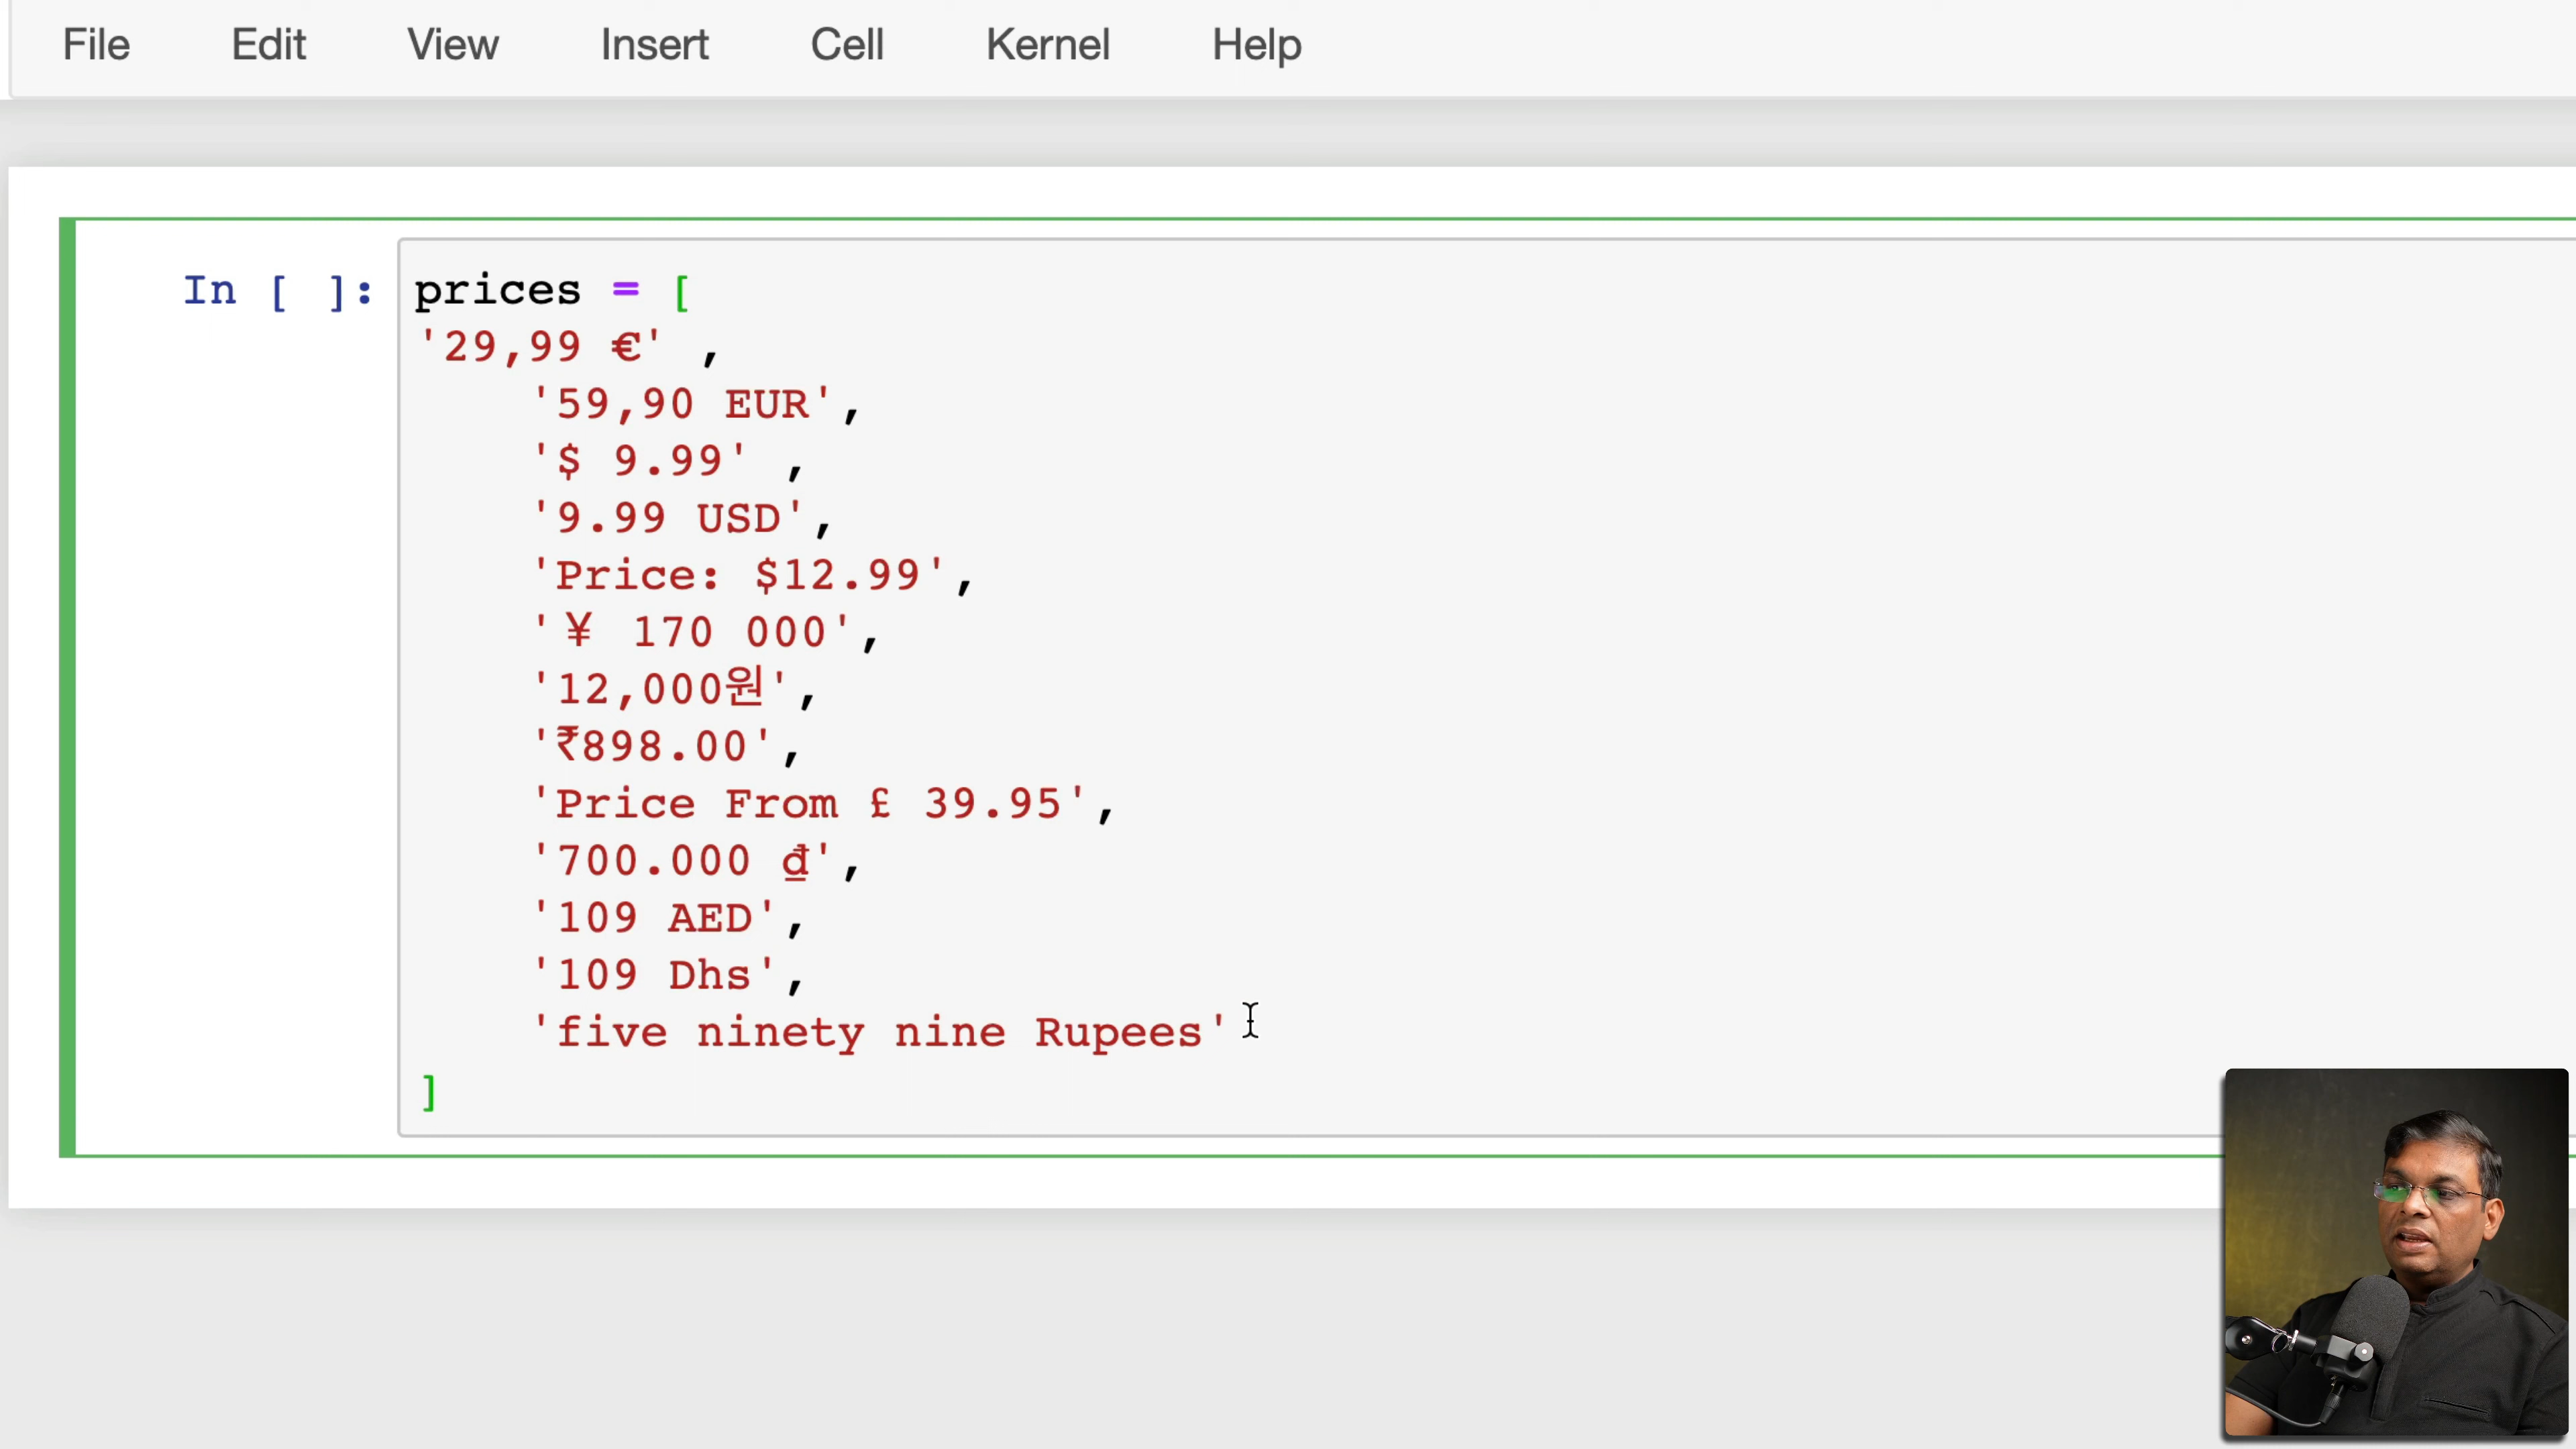 File Edit View Insert Cell Kernel Help
In [ ]: prices = [
'29,99 €' ,
'59,90 EUR',
'$ 9.99' ,
'9.99 USD',
'Price: $12.99',
'¥ 170 000',
'12,000원',
'₹898.00',
'Price From £ 39.95',
'700.000 ₫',
'109 AED',
'109 Dhs',
'five ninety nine Rupees'
]